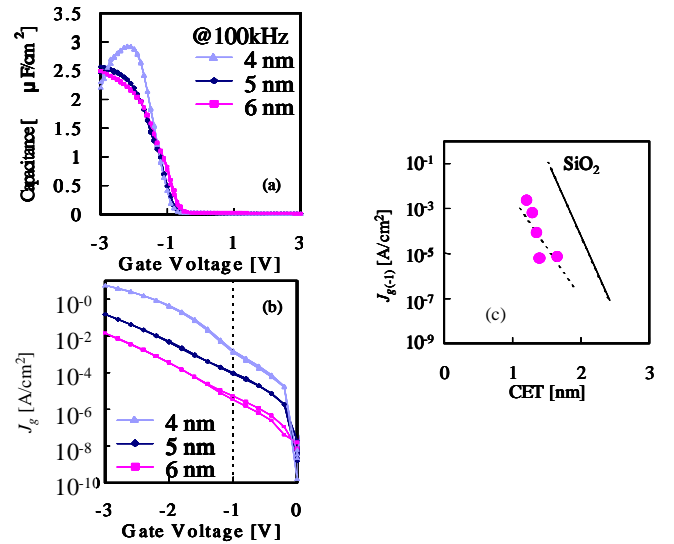 3.5
3
2.5
2
1.5
1
0.5
0
Capacitance [ μ F/cm²]
@100kHz
4 nm
5 nm
6 nm
(a)
-3 -1 1 3
Gate Voltage [V]
10⁻⁰
10⁻²
10⁻⁴
10⁻⁶
10⁻⁸
10⁻¹⁰
Jg [A/cm²]
(b)
4 nm
5 nm
6 nm
-3 -2 -1 0
Gate Voltage [V]
10⁻¹
10⁻³
10⁻⁵
10⁻⁷
10⁻⁹
Jg(-1) [A/cm²]
SiO₂
(c)
0 1 2 3
CET [nm]